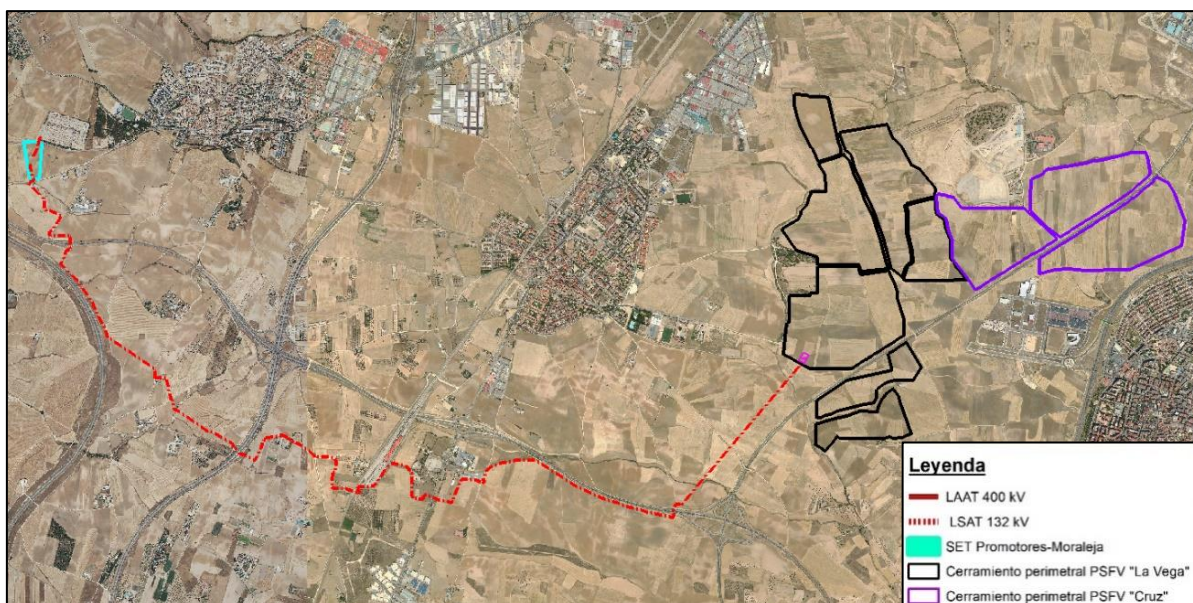 Leyenda
LAAT 400 kV
LSAT 132 kV
SET Promotores-Moraleja
Cerramiento perimetral PSFV "La Vega"
Cerramiento perimetral PSFV "Cruz"